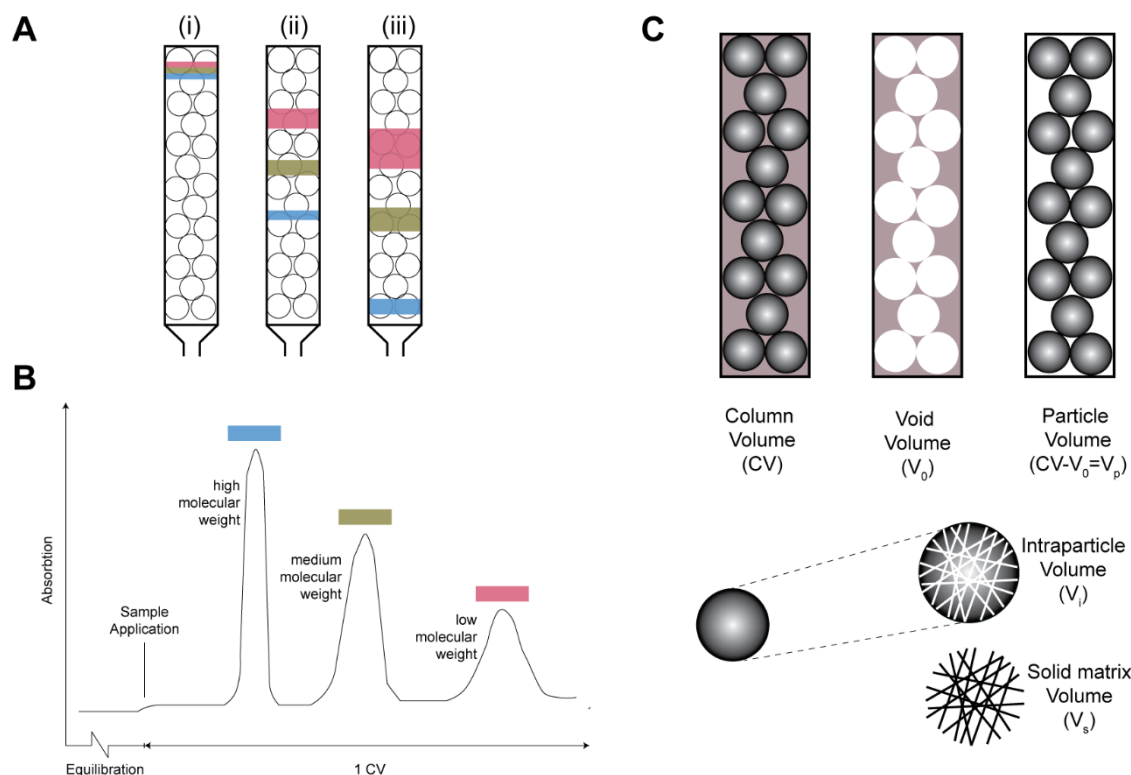 A
(i)
(ii)
(iii)
B
Absorbtion
Sample
Application
high
molecular
weight
medium
molecular
weight
low
molecular
weight
Equilibration
1 CV
C
Column
Volume
(CV)
Void
Volume
(V₀)
Particle
Volume
(CV-V₀=Vₚ)
Intraparticle
Volume
(Vᵢ)
Solid matrix
Volume
(Vₛ)